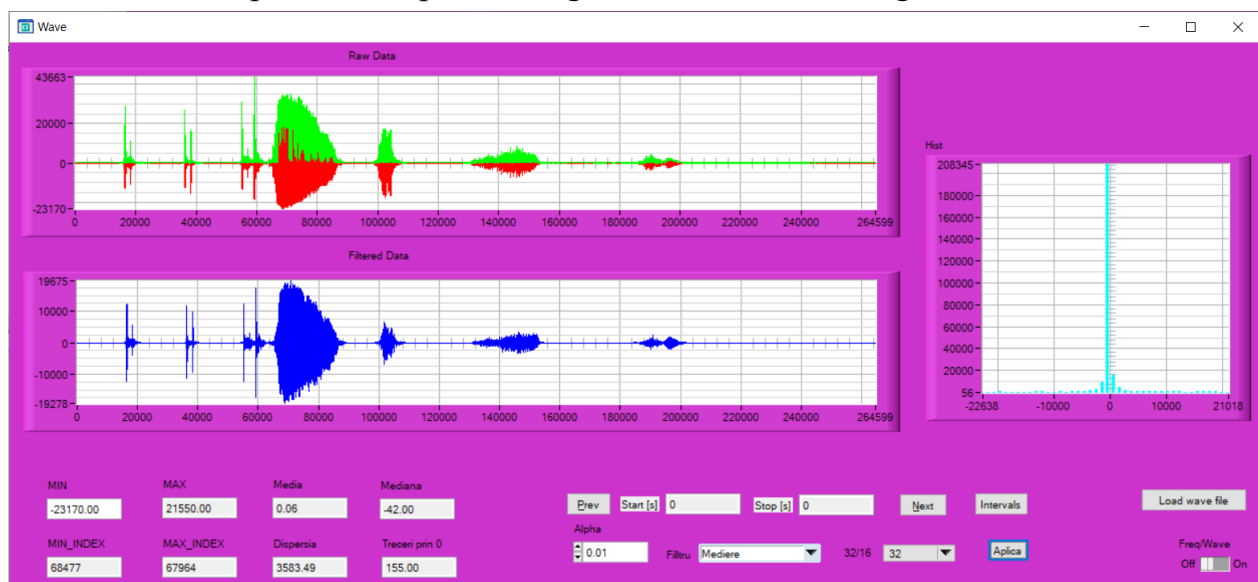 Wave
Raw Data
43663
20000
0
-23170
0 20000 40000 60000 80000 100000 120000 140000 160000 180000 200000 220000 240000 264599
Filtered Data
19675
10000
0
-10000
-19278
0 20000 40000 60000 80000 100000 120000 140000 160000 180000 200000 220000 240000 264599
Hist
208345
180000
160000
140000
120000
100000
80000
60000
40000
20000
56
-22638 -10000 0 10000 21018
MIN MAX Media Mediana
-23170.00 21550.00 0.06 -42.00
MIN_INDEX MAX_INDEX Dispersia Treceri prin 0
68477 67964 3583.49 155.00
Prev Start [s] 0 Stop [s] 0 Next Intervals
Alpha
0.01 Filtru Mediere 32/16 32 Aplica
Load wave file
Freq/Wave
Off On